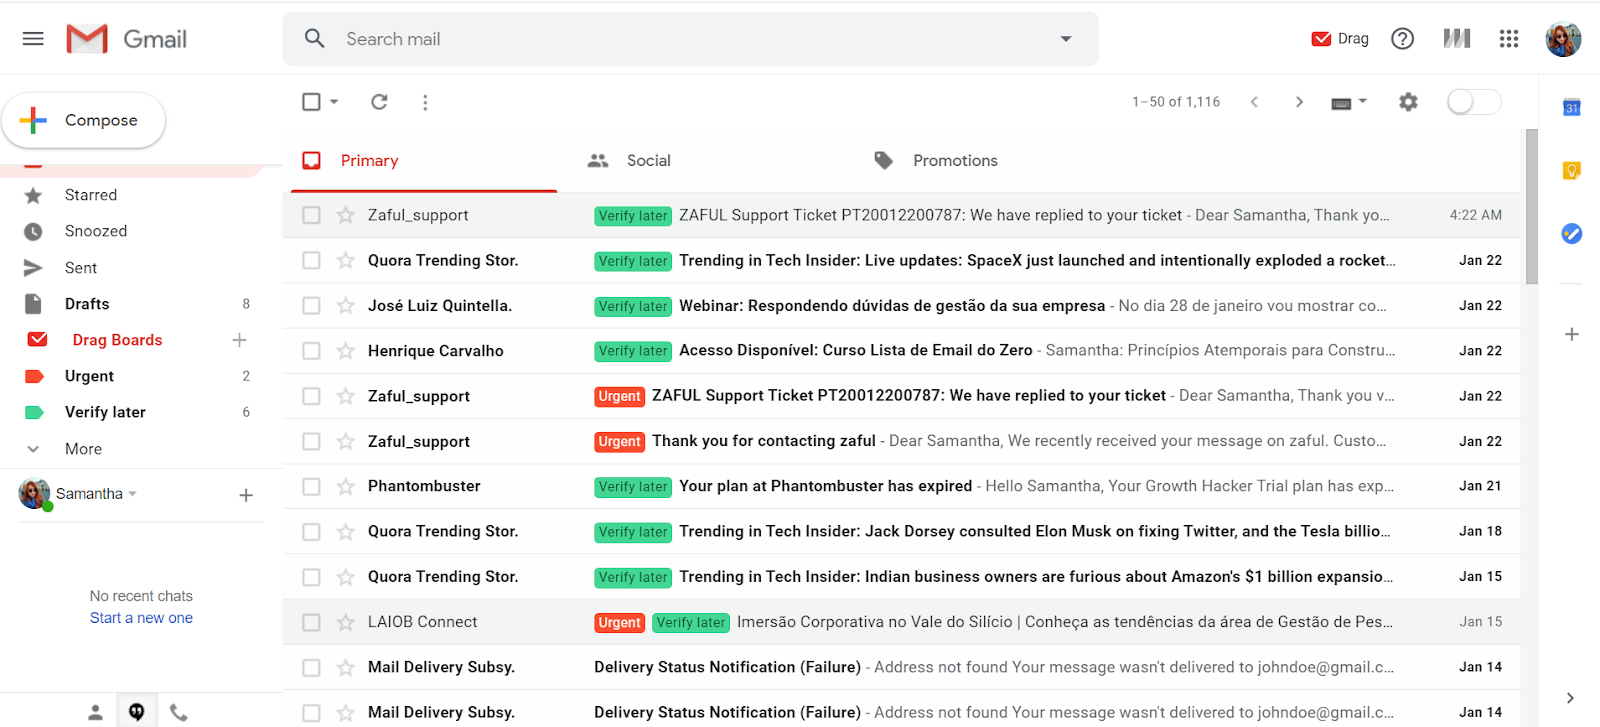 Gmail
Search mail
Drag
Compose
1–50 of 1,116
31
Primary Social Promotions
Starred
Snoozed
Sent
Drafts 8
Drag Boards
Urgent 2
Verify later 6
More
Samantha
No recent chats
Start a new one
Zaful_support Verify later ZAFUL Support Ticket PT20012200787: We have replied to your ticket - Dear Samantha, Thank yo... 4:22 AM
Quora Trending Stor. Verify later Trending in Tech Insider: Live updates: SpaceX just launched and intentionally exploded a rocket... Jan 22
José Luiz Quintella. Verify later Webinar: Respondendo dúvidas de gestão da sua empresa - No dia 28 de janeiro vou mostrar co... Jan 22
Henrique Carvalho Verify later Acesso Disponível: Curso Lista de Email do Zero - Samantha: Princípios Atemporais para Constru... Jan 22
Zaful_support Urgent ZAFUL Support Ticket PT20012200787: We have replied to your ticket - Dear Samantha, Thank you v... Jan 22
Zaful_support Urgent Thank you for contacting zaful - Dear Samantha, We recently received your message on zaful. Custo... Jan 22
Phantombuster Verify later Your plan at Phantombuster has expired - Hello Samantha, Your Growth Hacker Trial plan has exp... Jan 21
Quora Trending Stor. Verify later Trending in Tech Insider: Jack Dorsey consulted Elon Musk on fixing Twitter, and the Tesla billio... Jan 18
Quora Trending Stor. Verify later Trending in Tech Insider: Indian business owners are furious about Amazon's $1 billion expansio... Jan 15
LAIOB Connect Urgent Verify later Imersão Corporativa no Vale do Silício | Conheça as tendências da área de Gestão de Pes... Jan 15
Mail Delivery Subsy. Delivery Status Notification (Failure) - Address not found Your message wasn't delivered to johndoe@gmail.c... Jan 14
Mail Delivery Subsy. Delivery Status Notification (Failure) - Address not found Your message wasn't delivered to johndoe@gmail.c... Jan 14